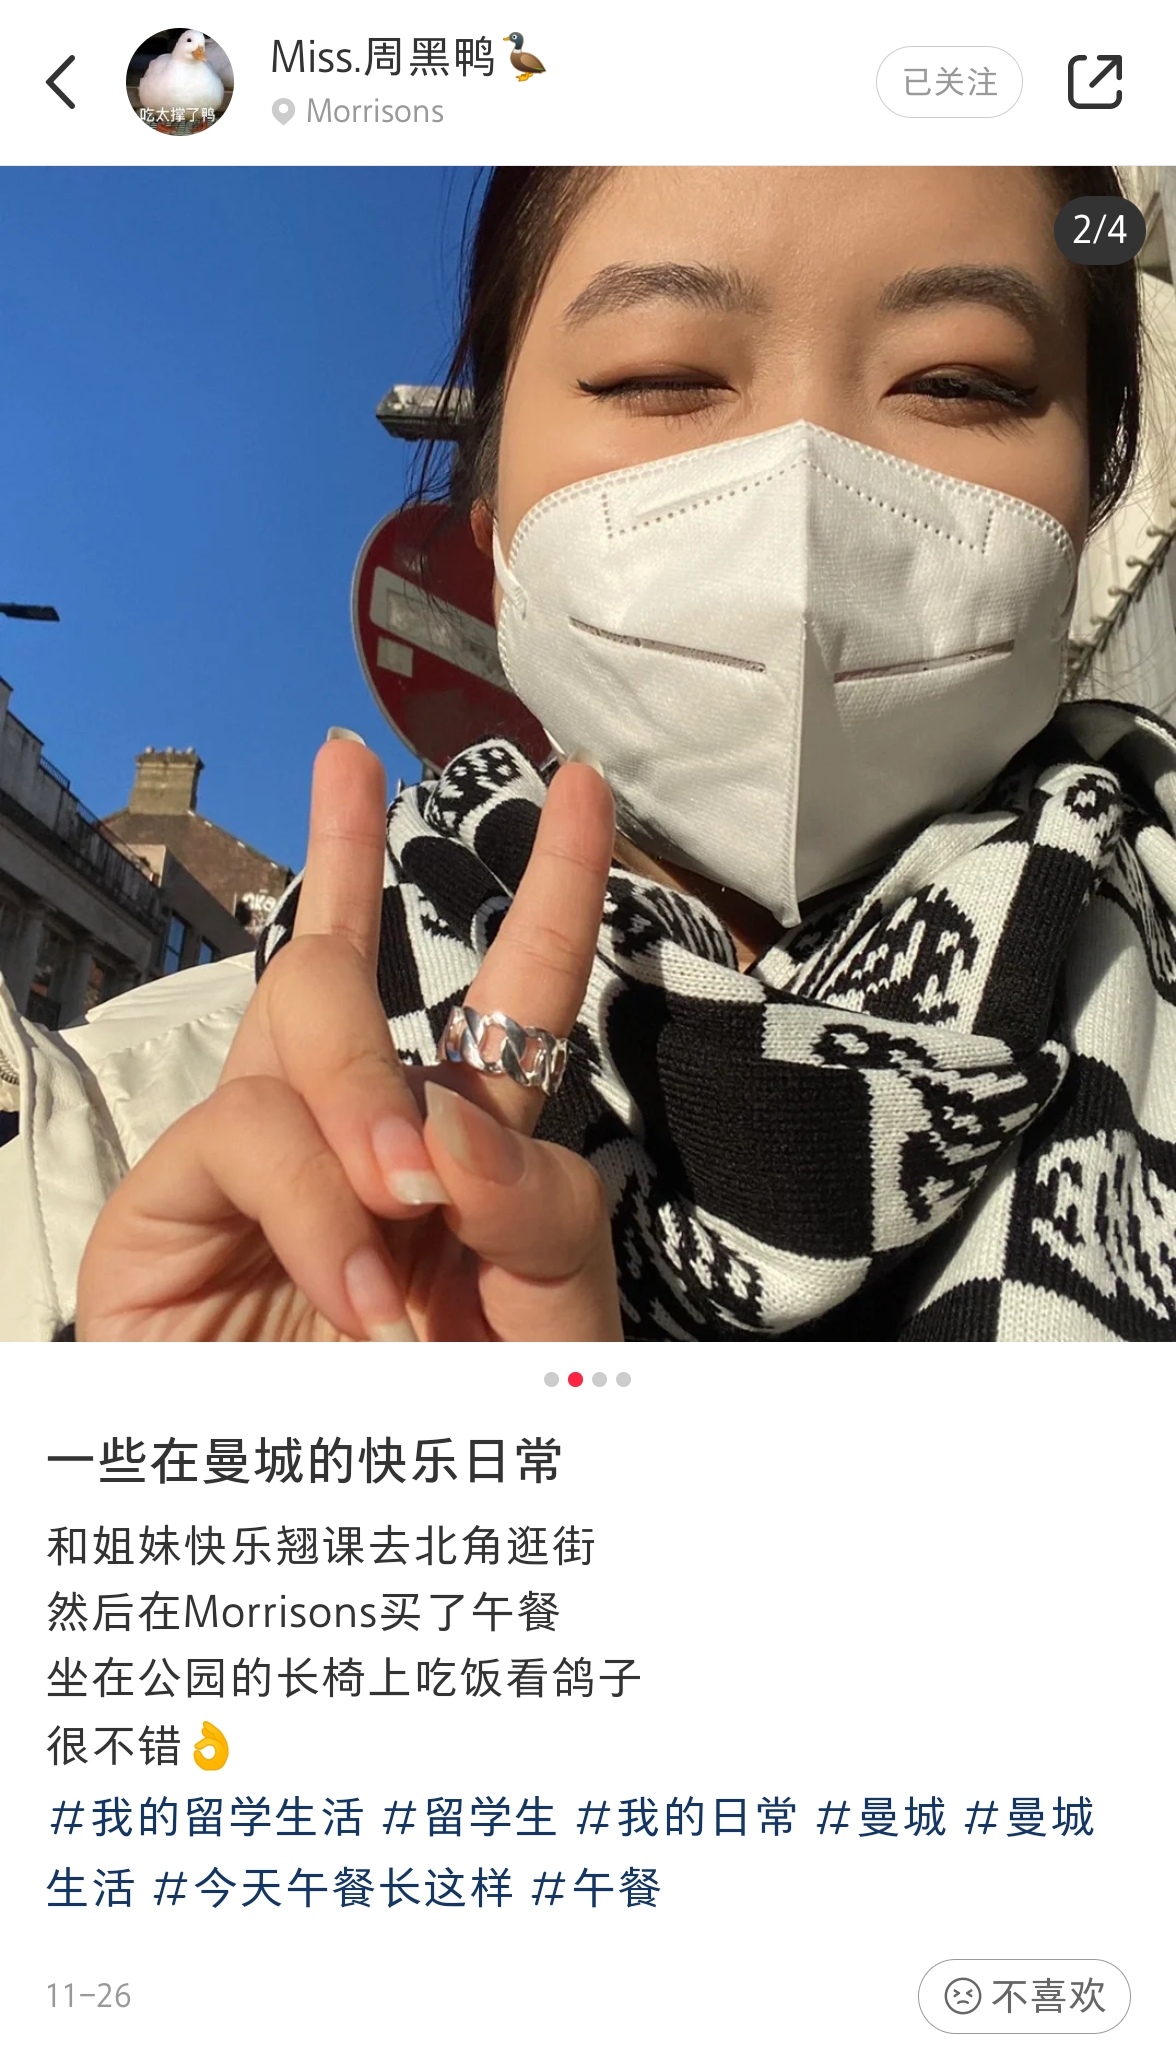 Miss.周黑鸭🦆
吃太撑了鸭
Morrisons
已关注
2/4
一些在曼城的快乐日常
和姐妹快乐翘课去北角逛街
然后在Morrisons买了午餐
坐在公园的长椅上吃饭看鸽子
很不错👌
#我的留学生活 #留学生 #我的日常 #曼城 #曼城
生活 #今天午餐长这样 #午餐
11-26
不喜欢